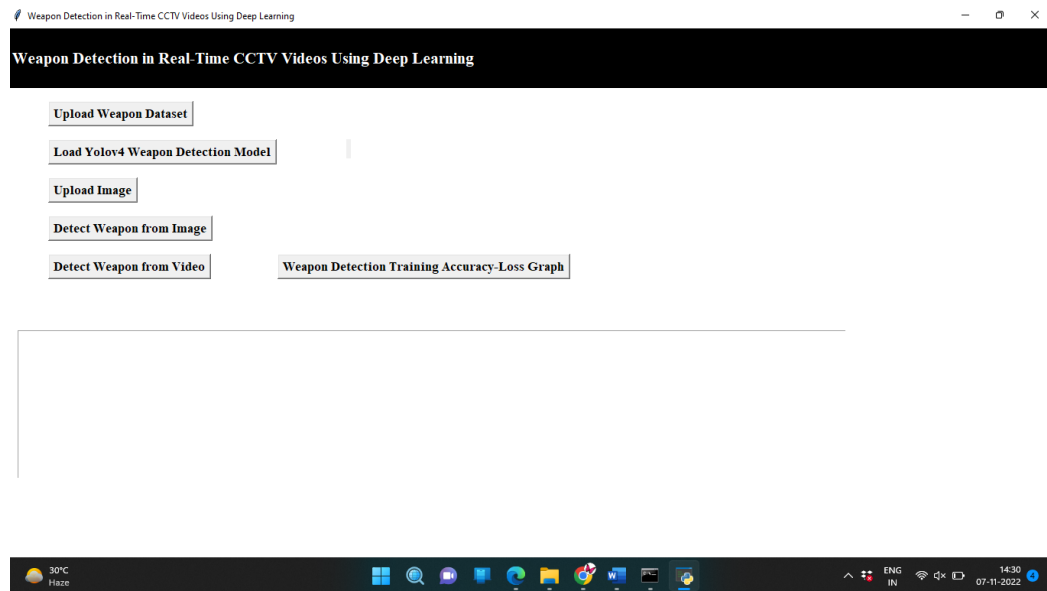 Weapon Detection in Real-Time CCTV Videos Using Deep Learning
Weapon Detection in Real-Time CCTV Videos Using Deep Learning
Upload Weapon Dataset
Load Yolov4 Weapon Detection Model
Upload Image
Detect Weapon from Image
Detect Weapon from Video
Weapon Detection Training Accuracy-Loss Graph
30°C
Haze
ENG
IN
14:30
07-11-2022
4